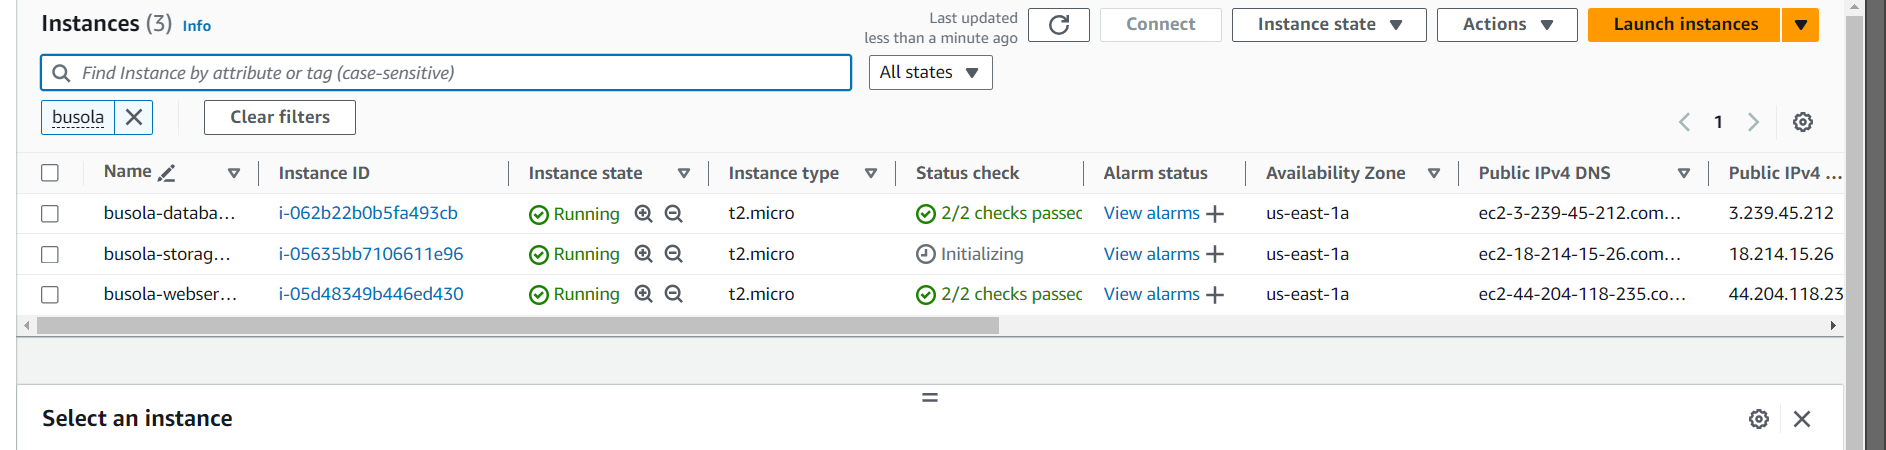 Instances (3) Info
Last updated
less than a minute ago
Connect
Instance state
Actions
Launch instances
Find Instance by attribute or tag (case-sensitive)
All states
busola
Clear filters
1
Name Instance ID Instance state Instance type Status check Alarm status Availability Zone Public IPv4 DNS Public IPv4 ...
busola-databa... i-062b22b0b5fa493cb Running t2.micro 2/2 checks passed View alarms us-east-1a ec2-3-239-45-212.com... 3.239.45.212
busola-storag... i-05635bb7106611e96 Running t2.micro Initializing View alarms us-east-1a ec2-18-214-15-26.com... 18.214.15.26
busola-webser... i-05d48349b446ed430 Running t2.micro 2/2 checks passed View alarms us-east-1a ec2-44-204-118-235.co... 44.204.118.23
Select an instance